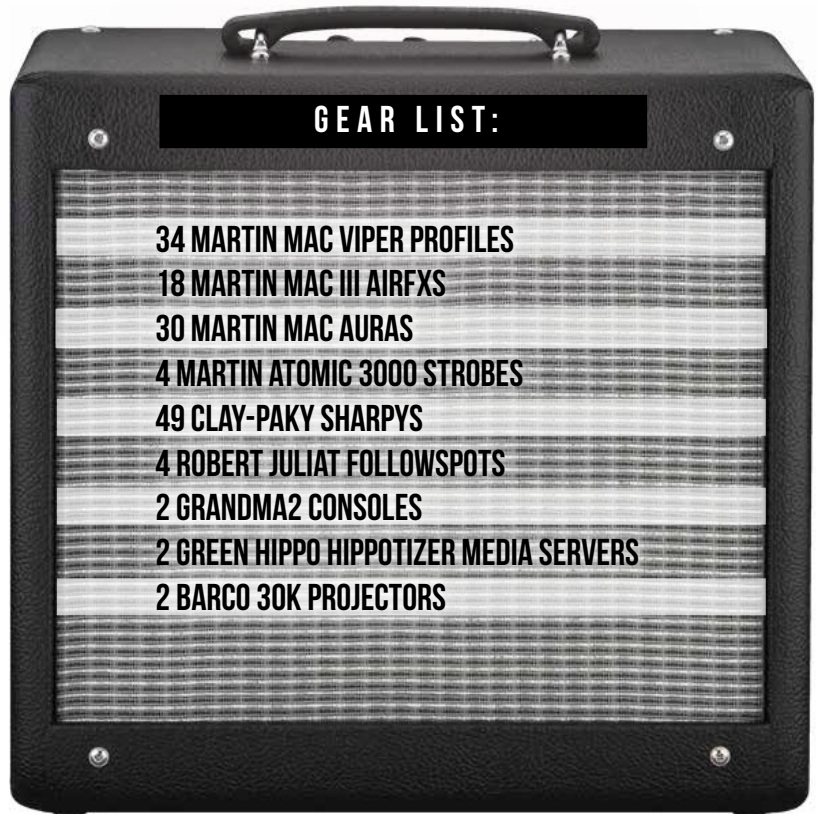 GEAR LIST:
34 MARTIN MAC VIPER PROFILES
18 MARTIN MAC III AIRFXS
30 MARTIN MAC AURAS
4 MARTIN ATOMIC 3000 STROBES
49 CLAY-PAKY SHARPYS
4 ROBERT JULIAT FOLLOWSPOTS
2 GRANDMA2 CONSOLES
2 GREEN HIPPO HIPPOTIZER MEDIA SERVERS
2 BARCO 30K PROJECTORS